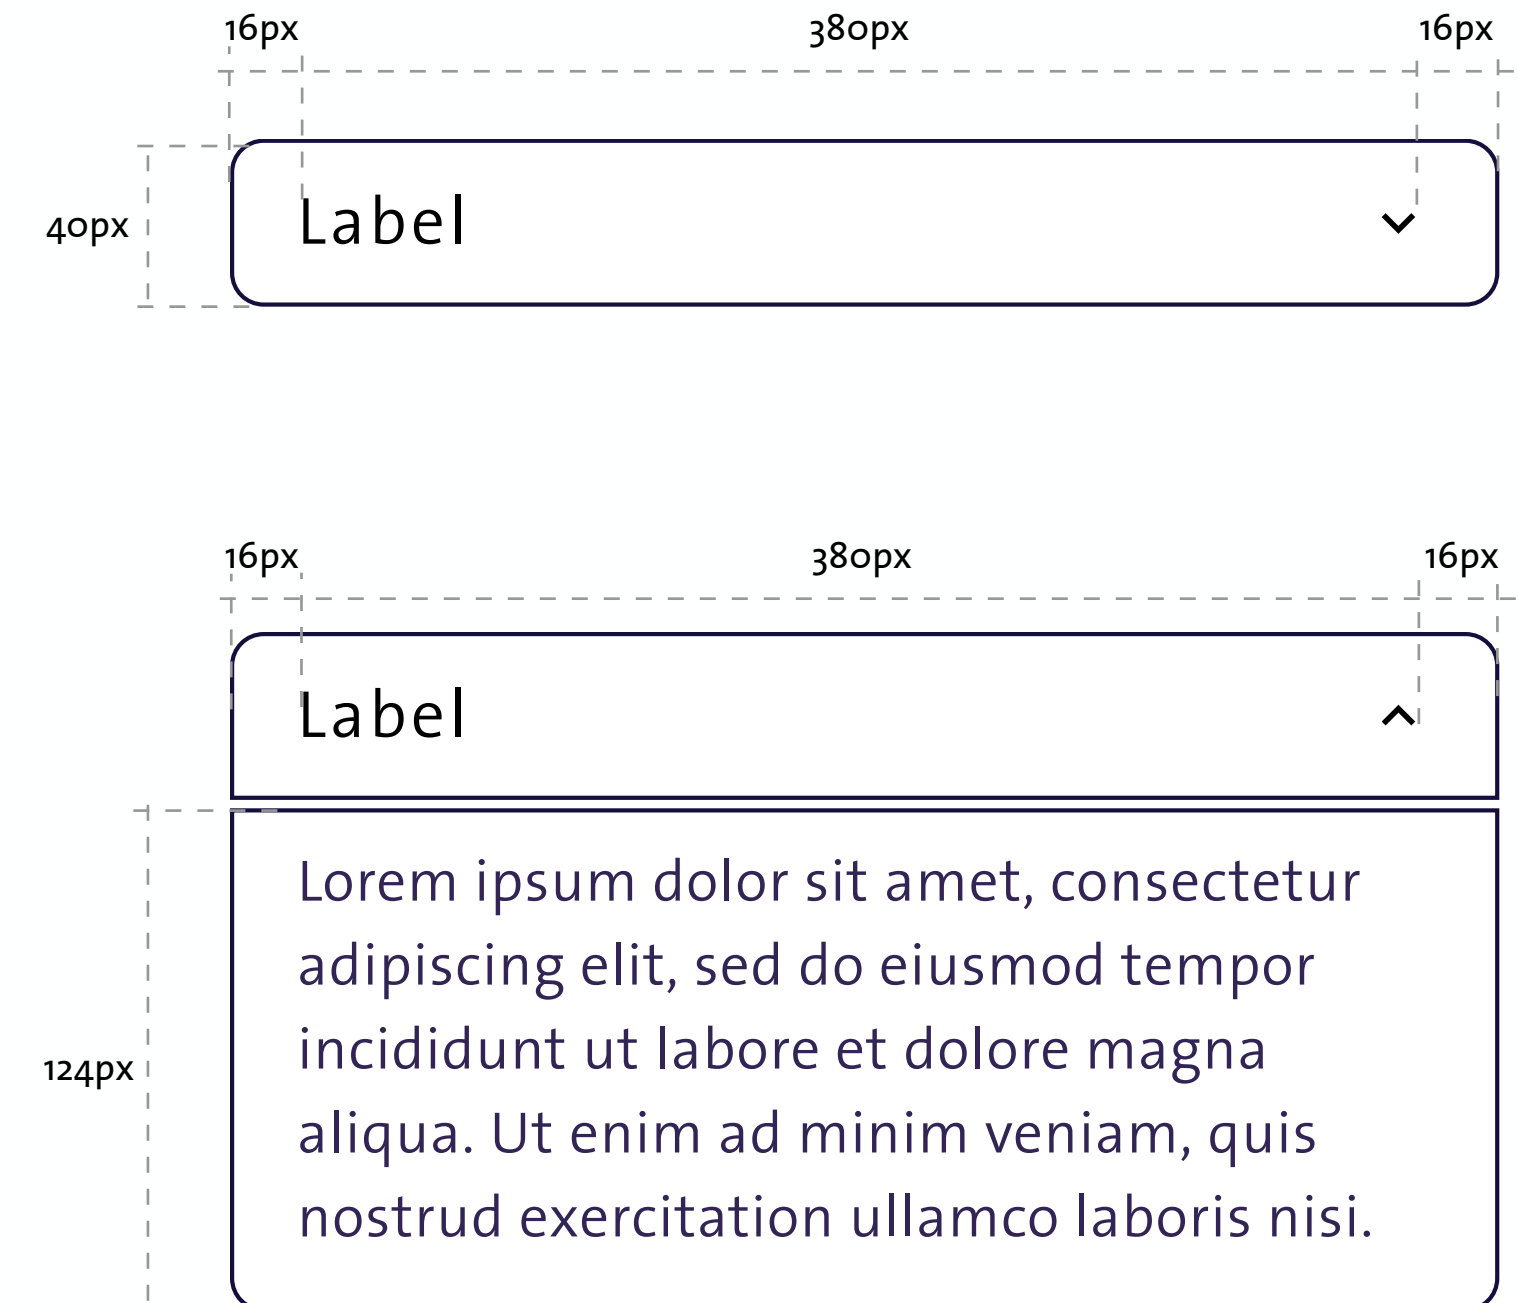 16px 380px 16px
40px
Label
16px 380px 16px
Label
124px
Lorem ipsum dolor sit amet, consectetur
adipiscing elit, sed do eiusmod tempor
incididunt ut labore et dolore magna
aliqua. Ut enim ad minim veniam, quis
nostrud exercitation ullamco laboris nisi.